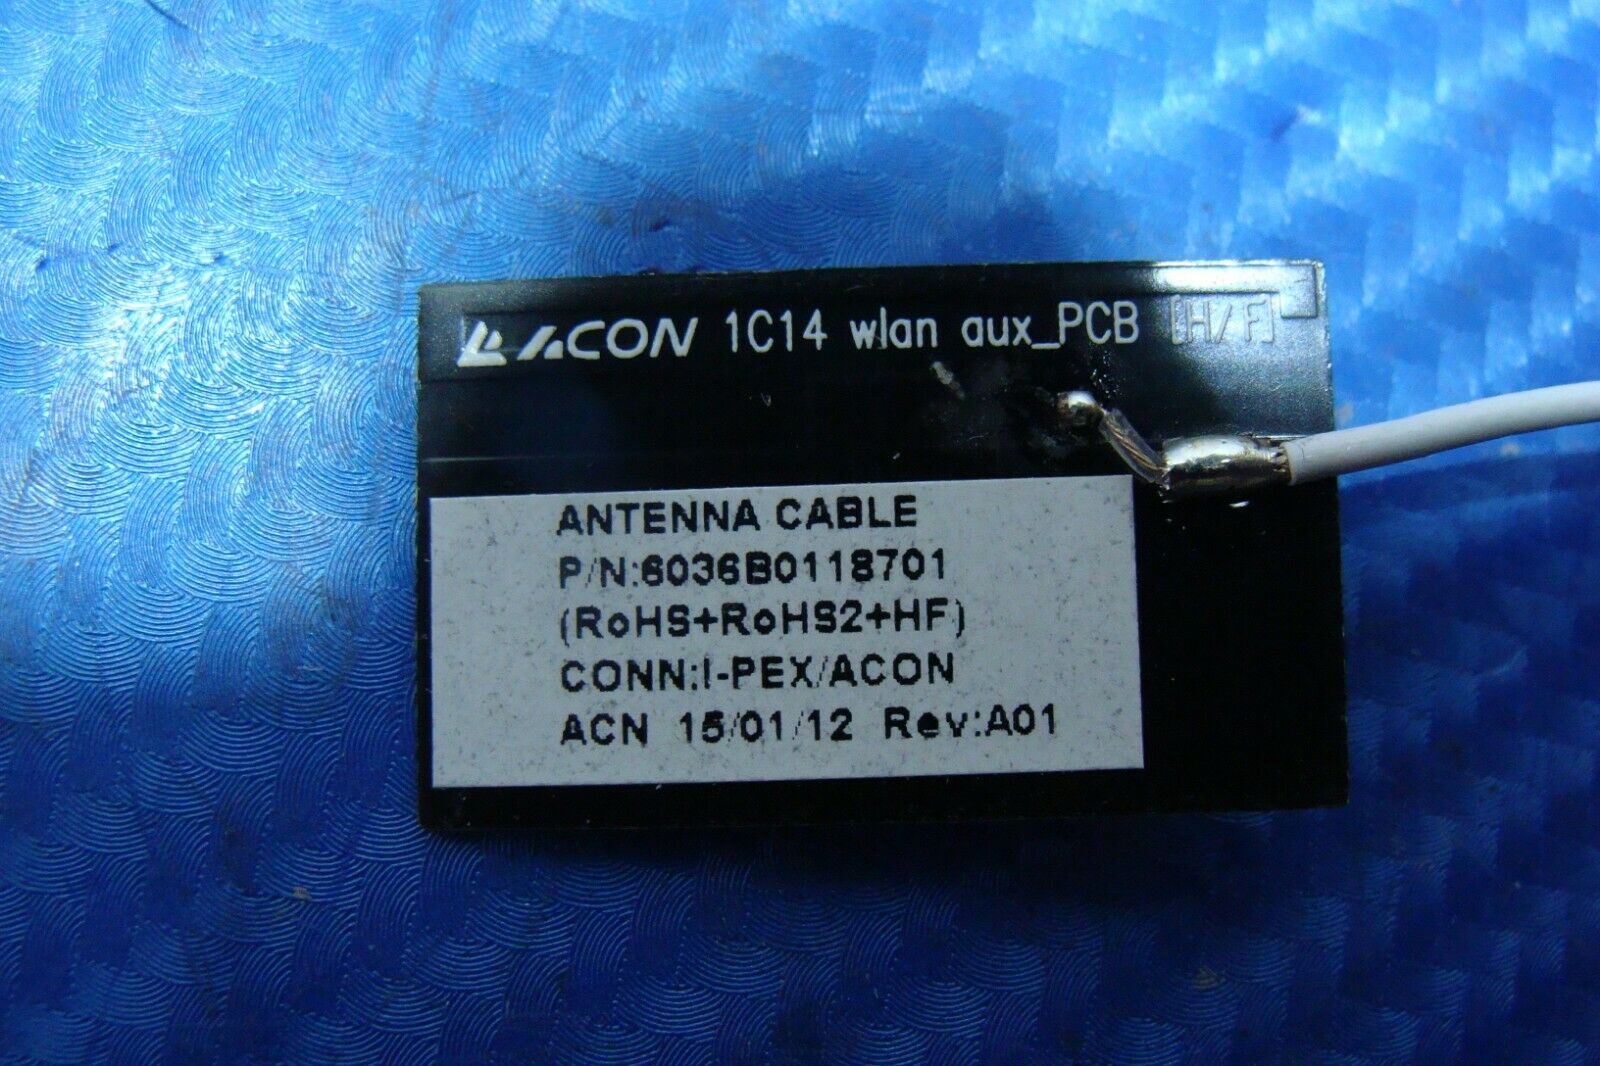 ACON 1C14 wlan aux_PCB [H/F]
ANTENNA CABLE
P/N:6036B0118701
(RoHS+RoHS2+HF)
CONN:I-PEX/ACON
ACN 15/01/12 Rev:A01